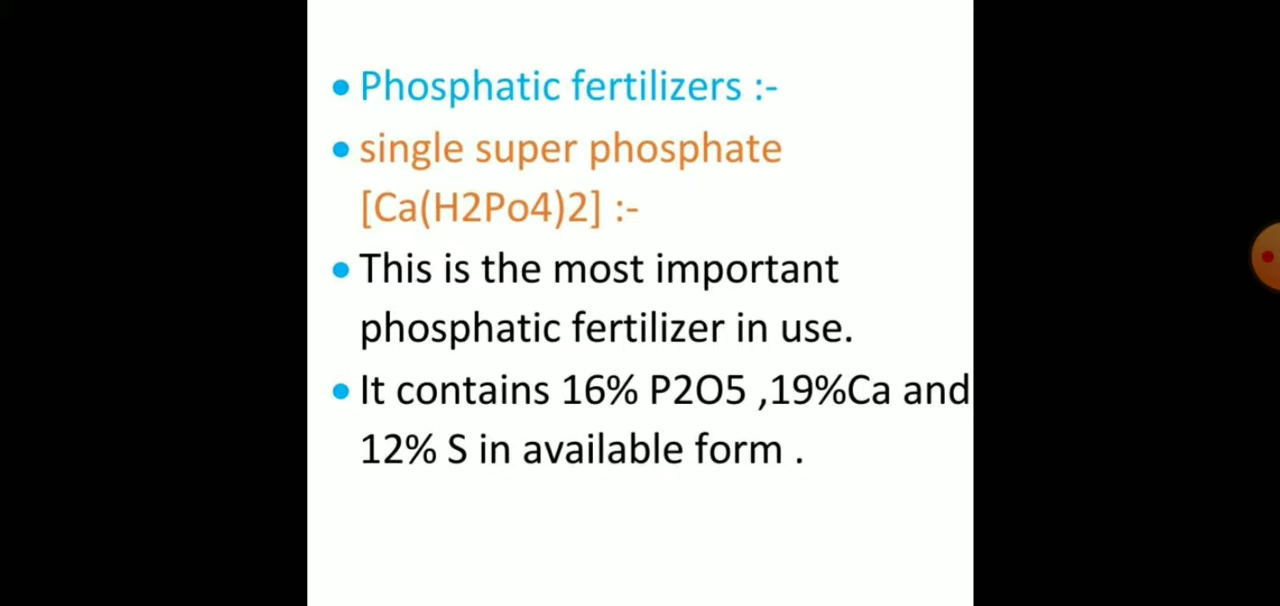 • Phosphatic fertilizers :-
• single super phosphate
[Ca(H2Po4)2] :-
• This is the most important
phosphatic fertilizer in use.
• It contains 16% P2O5 ,19%Ca and
12% S in available form .